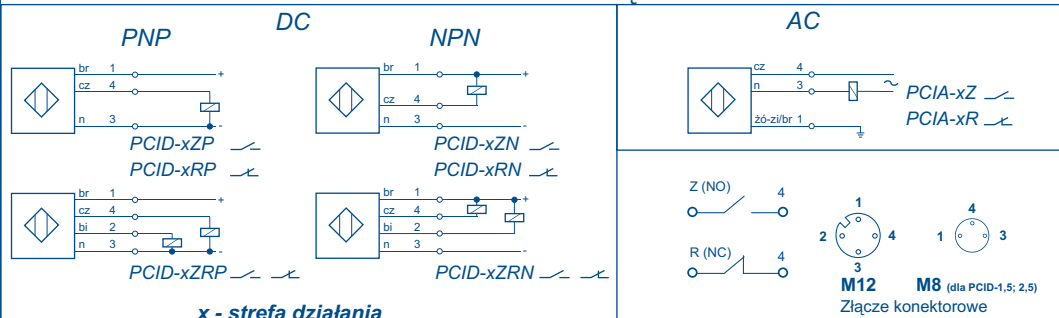 DC
PNP
NPN
br 1 +
cz 4
n 3 -
PCID-xZP
PCID-xRP
br 1 +
cz 4
n 3 -
PCID-xZN
PCID-xRN
br 1 +
cz 4
bi 2
n 3 -
PCID-xZRP
br 1 +
cz 4
bi 2
n 3 -
PCID-xZRN
x - strefa działania
AC
cz 4
n 3 ~
żó-zi/br 1
PCIA-xZ
PCIA-xR
Z (NO) 4
R (NC) 4
1
2 4
3
M12
4
1 3
M8 (dla PCID-1,5; 2,5)
Złącze konektorowe